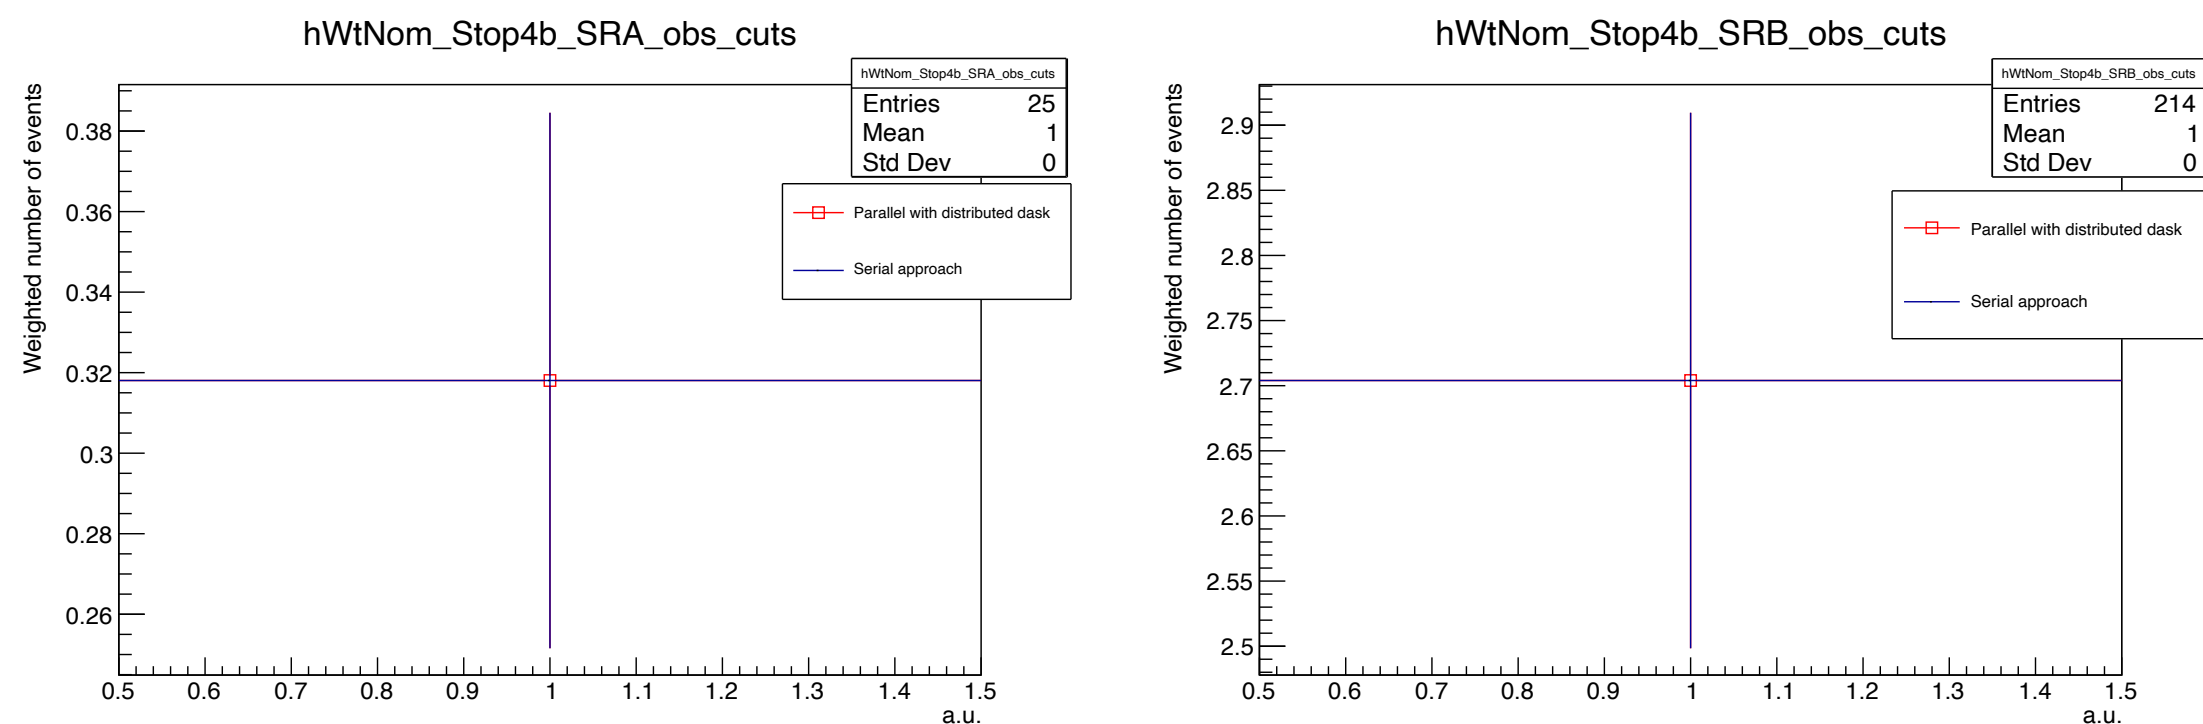 hWtNom_Stop4b_SRA_obs_cuts
hWtNom_Stop4b_SRA_obs_cuts
Entries 25
Mean 1
Std Dev 0
Parallel with distributed dask
Serial approach
Weighted number of events
0.38
0.36
0.34
0.32
0.3
0.28
0.26
0.5 0.6 0.7 0.8 0.9 1 1.1 1.2 1.3 1.4 1.5
a.u.
hWtNom_Stop4b_SRB_obs_cuts
hWtNom_Stop4b_SRB_obs_cuts
Entries 214
Mean 1
Std Dev 0
Parallel with distributed dask
Serial approach
Weighted number of events
2.9
2.85
2.8
2.75
2.7
2.65
2.6
2.55
2.5
0.5 0.6 0.7 0.8 0.9 1 1.1 1.2 1.3 1.4 1.5
a.u.